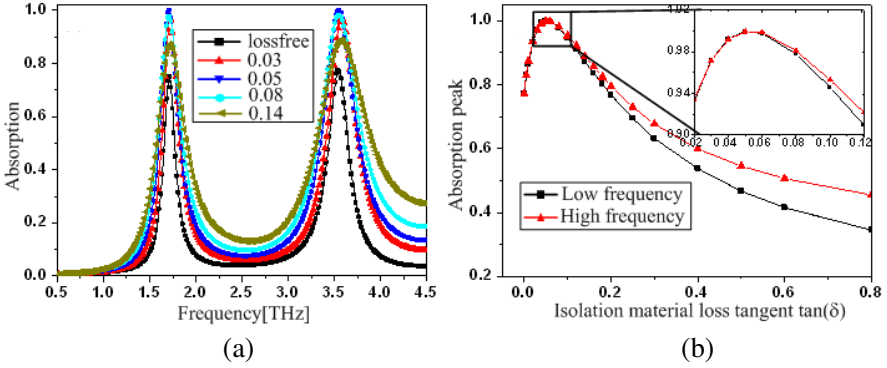 1.0
0.8
0.6
0.4
0.2
0.0
Absorption
lossfree
0.03
0.05
0.08
0.14
0.5 1.0 1.5 2.0 2.5 3.0 3.5 4.0 4.5
Frequency[THz]
(a)
1.0
0.8
0.6
0.4
0.2
Absorption peak
1.02
0.98
0.94
0.90
0.02 0.04 0.06 0.08 0.10 0.12
Low frequency
High frequency
0.0 0.2 0.4 0.6 0.8
Isolation material loss tangent tan(δ)
(b)